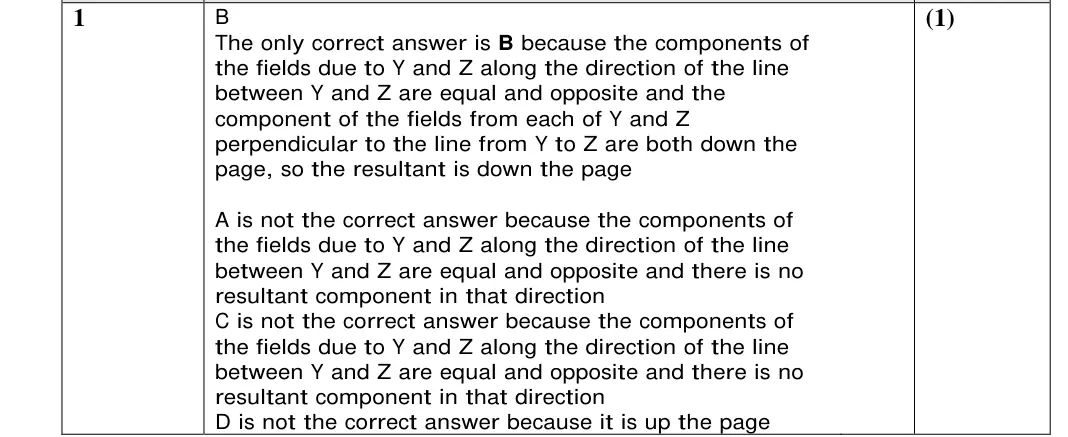 1 B (1)
The only correct answer is B because the components of
the fields due to Y and Z along the direction of the line
between Y and Z are equal and opposite and the
component of the fields from each of Y and Z
perpendicular to the line from Y to Z are both down the
page, so the resultant is down the page
A is not the correct answer because the components of
the fields due to Y and Z along the direction of the line
between Y and Z are equal and opposite and there is no
resultant component in that direction
C is not the correct answer because the components of
the fields due to Y and Z along the direction of the line
between Y and Z are equal and opposite and there is no
resultant component in that direction
D is not the correct answer because it is up the page